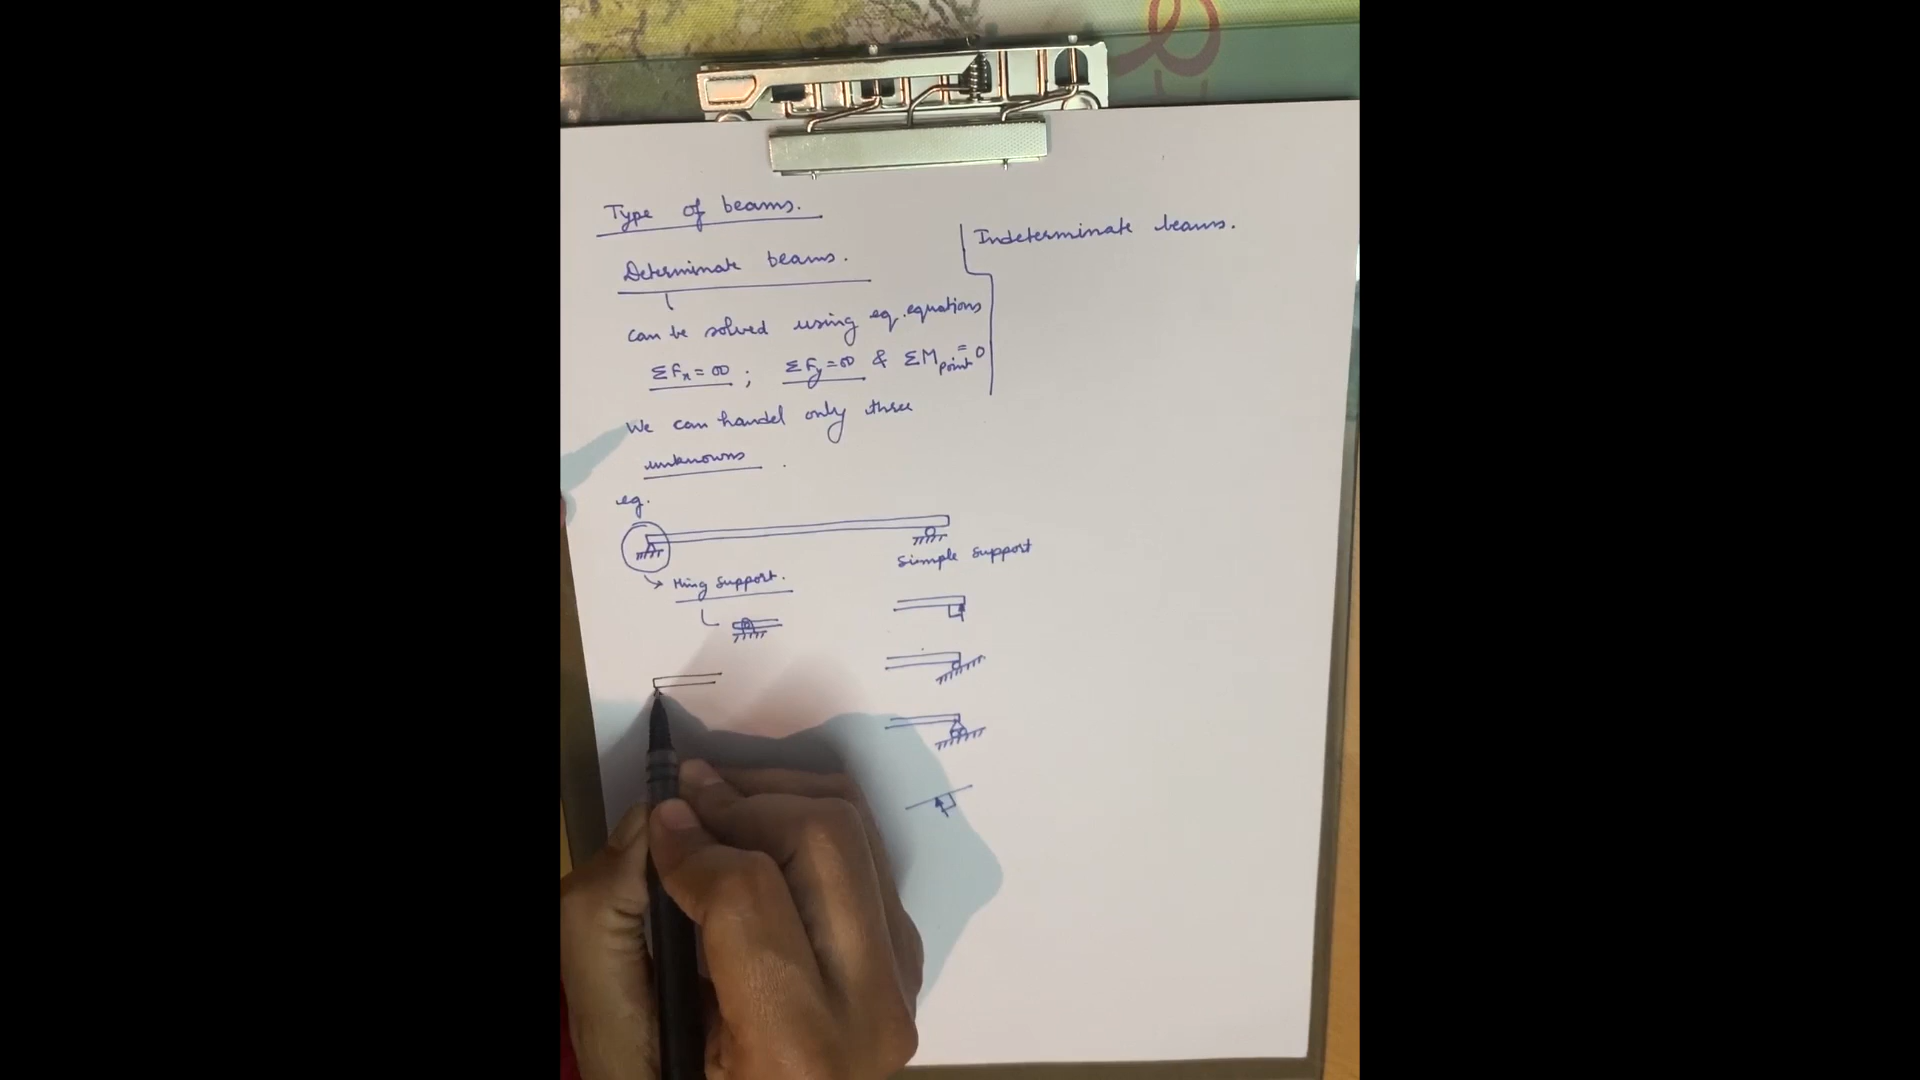 Type of beams.
Determinate beams.
can be solved using eq. equations
ΣFx = 0; ΣFy = 0 & ΣMpoint = 0
We can handel only three
unknowns.
eg.
Hing support.
Simple support
Indeterminate beams.